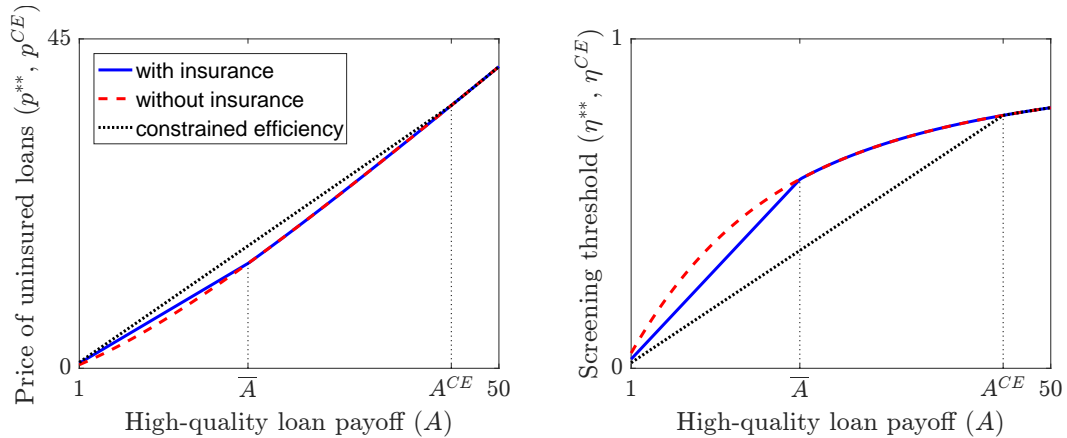 Price of uninsured loans (p**, p^CE)
45
0
with insurance
without insurance
constrained efficiency
1
A̅
A^CE
50
High-quality loan payoff (A)
Screening threshold (η**, η^CE)
1
0
1
A̅
A^CE
50
High-quality loan payoff (A)